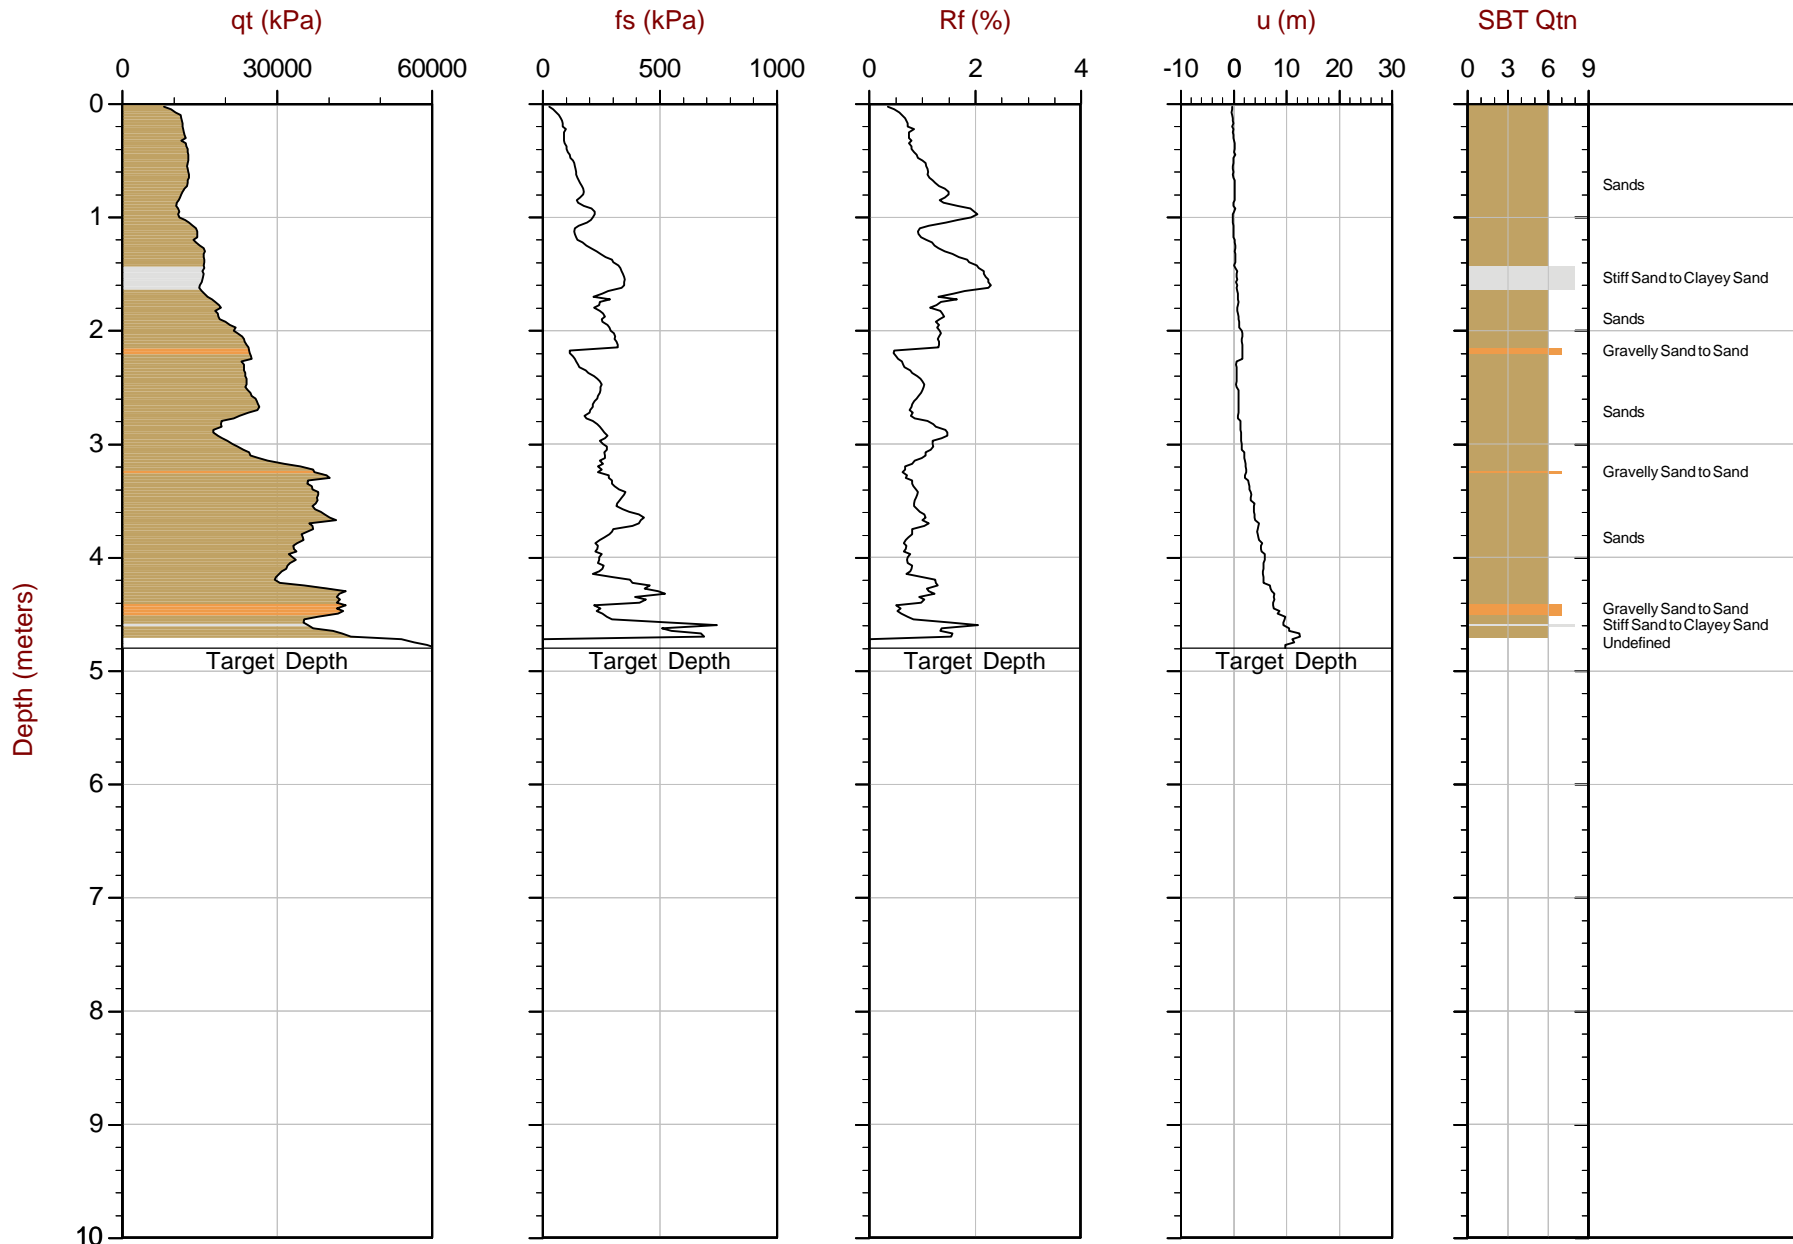 qt (kPa) fs (kPa) Rf (%) u (m) SBT Qtn
0 30000 60000 0 500 1000 0 2 4 -10 0 10 20 30 0 3 6 9
0
Sands
1
Stiff Sand to Clayey Sand
Sands
2
Gravelly Sand to Sand
Sands
3
Gravelly Sand to Sand
Sands
4
Gravelly Sand to Sand
Stiff Sand to Clayey Sand
Undefined
Target Depth Target Depth Target Depth Target Depth
5
Depth (meters)
6
7
8
9
10